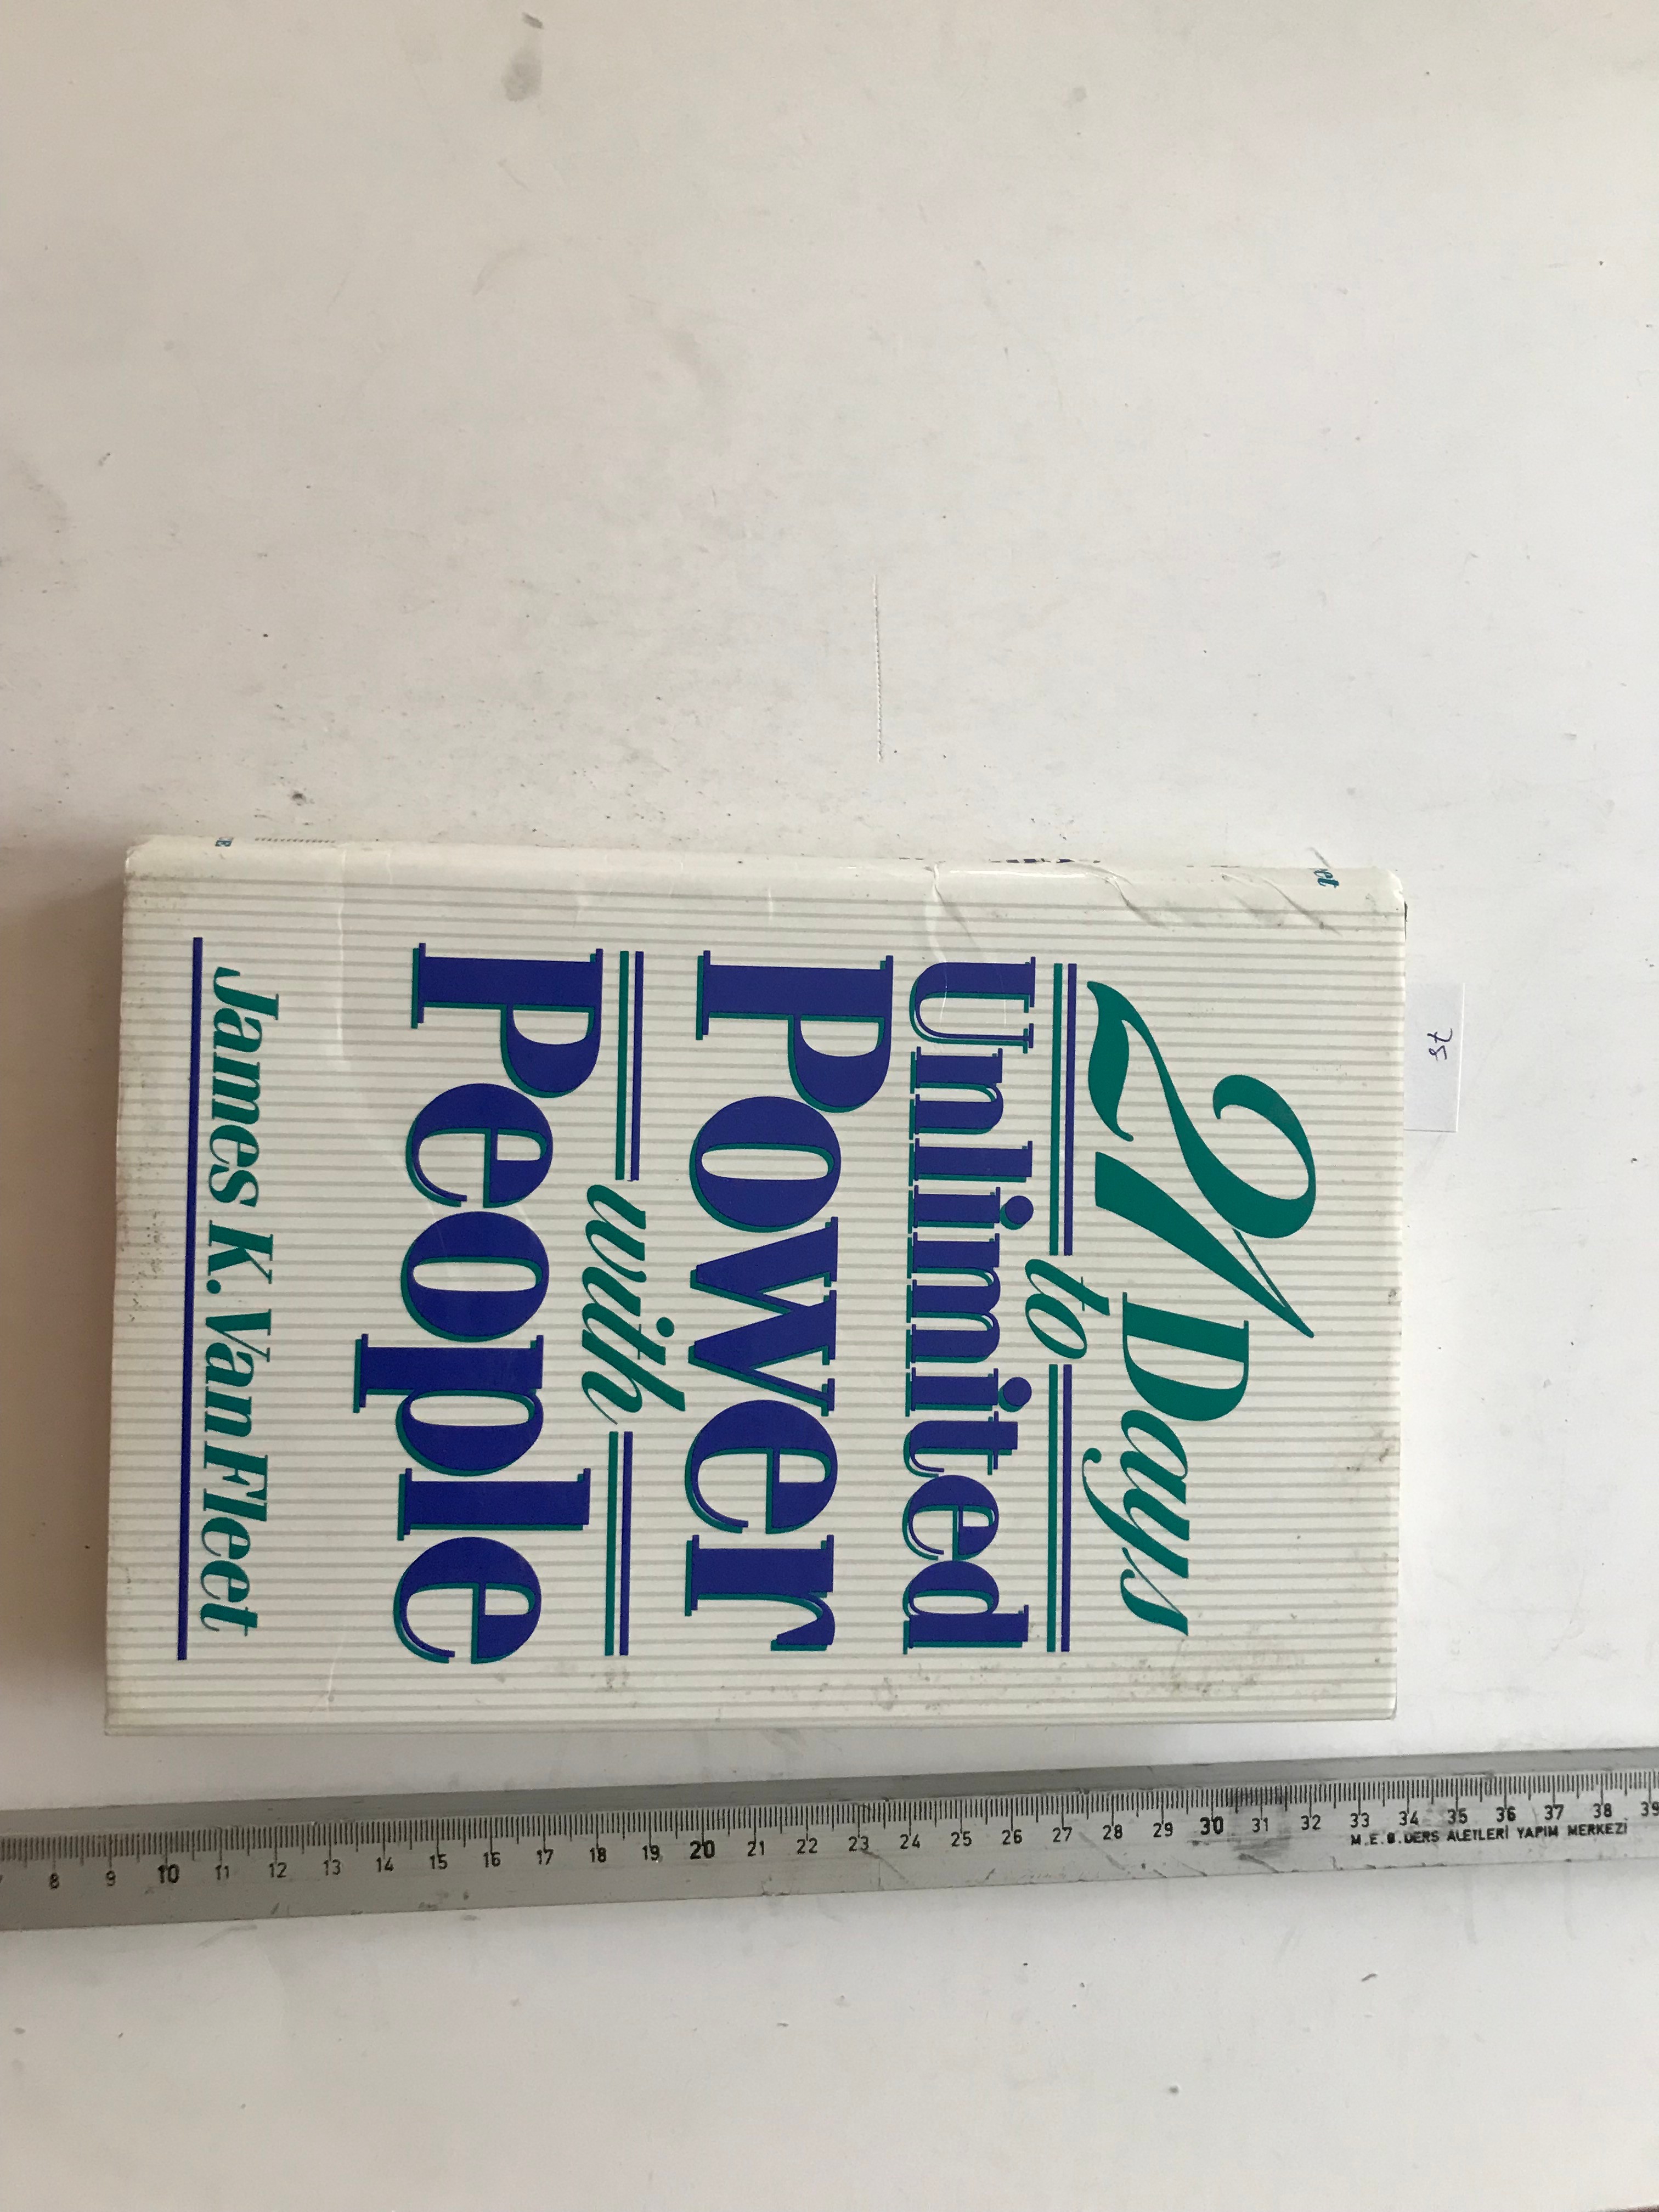 21 Days
to
Unlimited
Power
with
People
James K. Van Fleet
et
8 9 10 11 12 13 14 15 16 17 18 19 20 21 22 23 24 25 26 27 28 29 30 31 32 33 34 35 36 37 38 39
M.E.B. DERS ALETLERİ YAPIM MERKEZİ